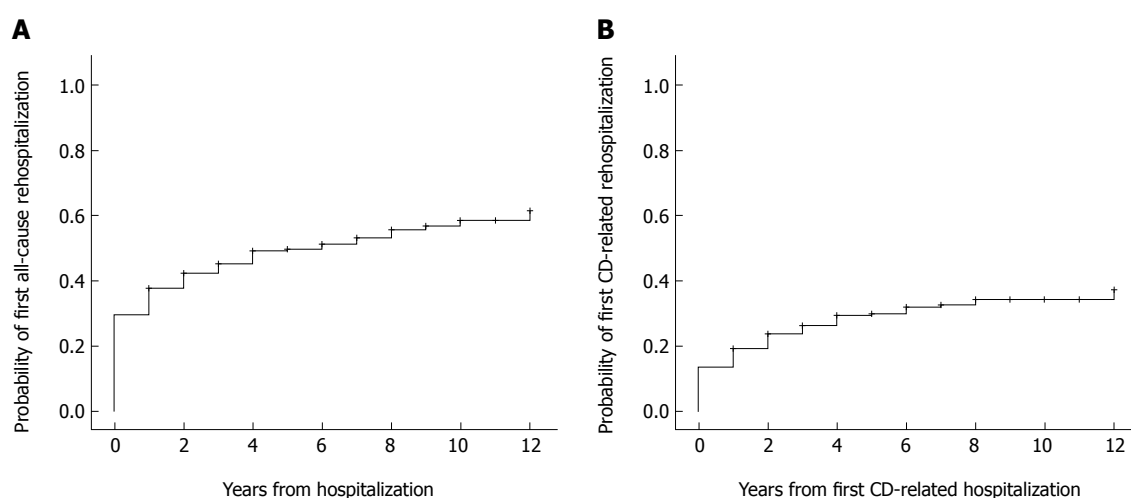 A
Probability of first all-cause rehospitalization
1.0
0.8
0.6
0.4
0.2
0.0
0 2 4 6 8 10 12
Years from hospitalization
B
Probability of first CD-related rehospitalization
1.0
0.8
0.6
0.4
0.2
0.0
0 2 4 6 8 10 12
Years from first CD-related hospitalization